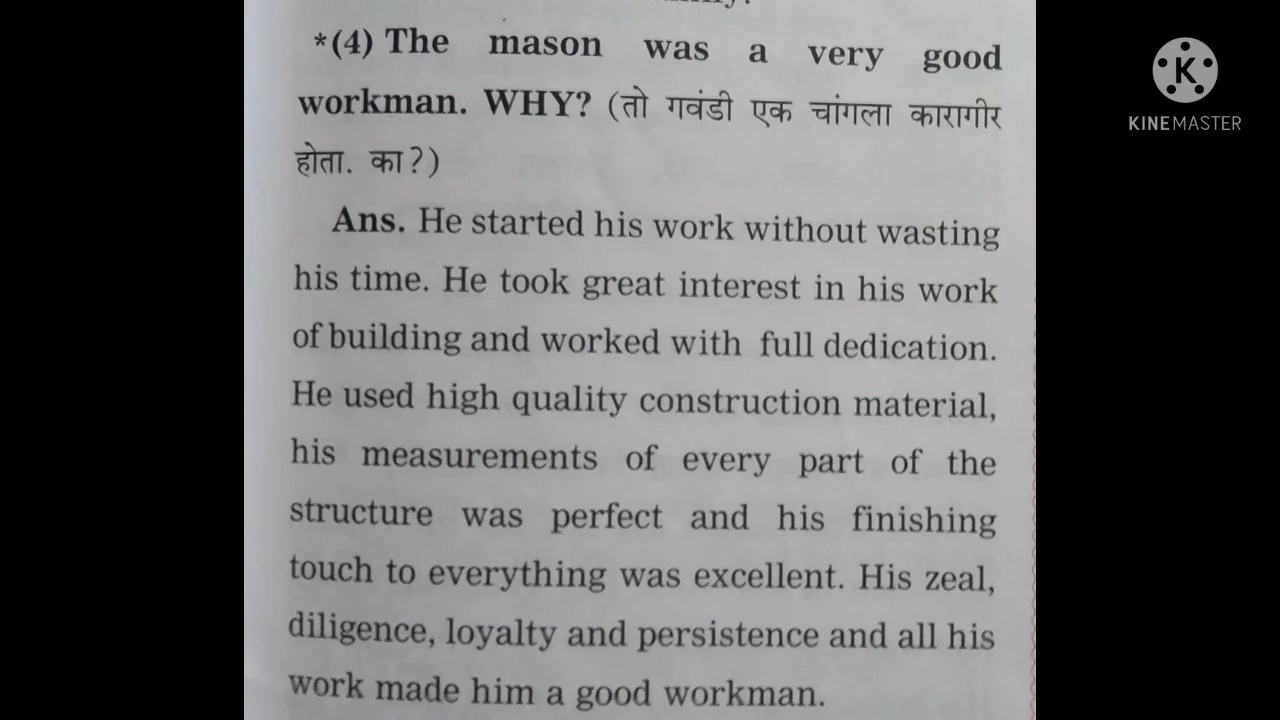 *(4) The mason was a very good
workman. WHY? (तो गवंडी एक चांगला कारागीर
होता. का?)
Ans. He started his work without wasting
his time. He took great interest in his work
of building and worked with full dedication.
He used high quality construction material,
his measurements of every part of the
structure was perfect and his finishing
touch to everything was excellent. His zeal,
diligence, loyalty and persistence and all his
work made him a good workman.
K
KINEMASTER